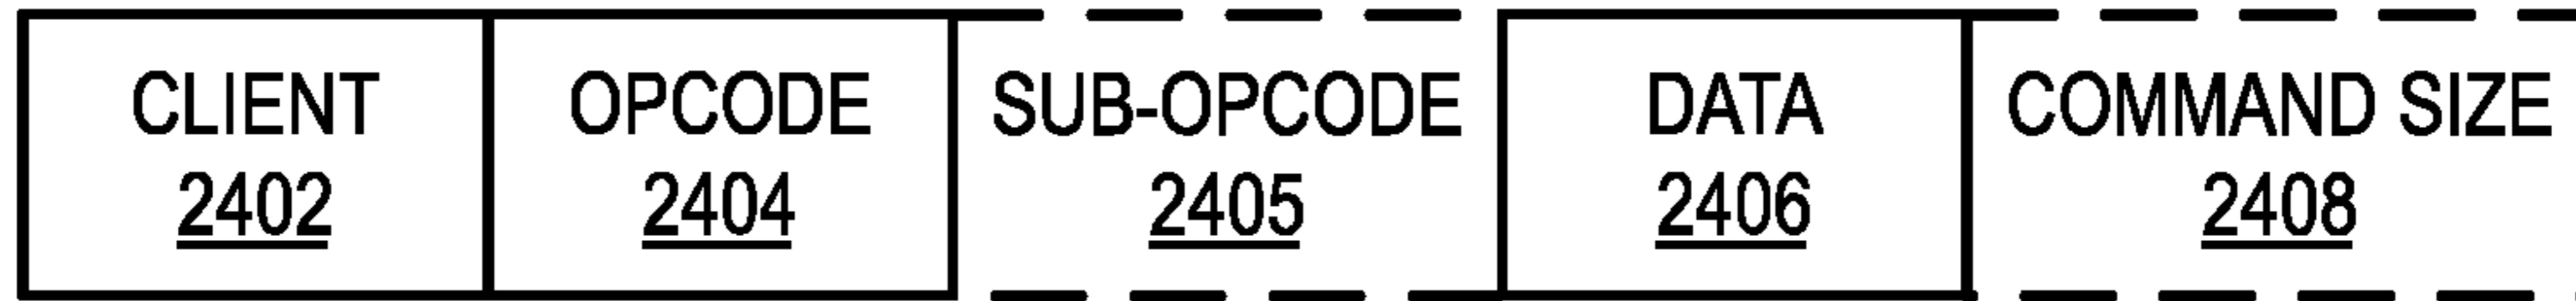 CLIENT OPCODE SUB-OPCODE DATA COMMAND SIZE
2402 2404 2405 2406 2408